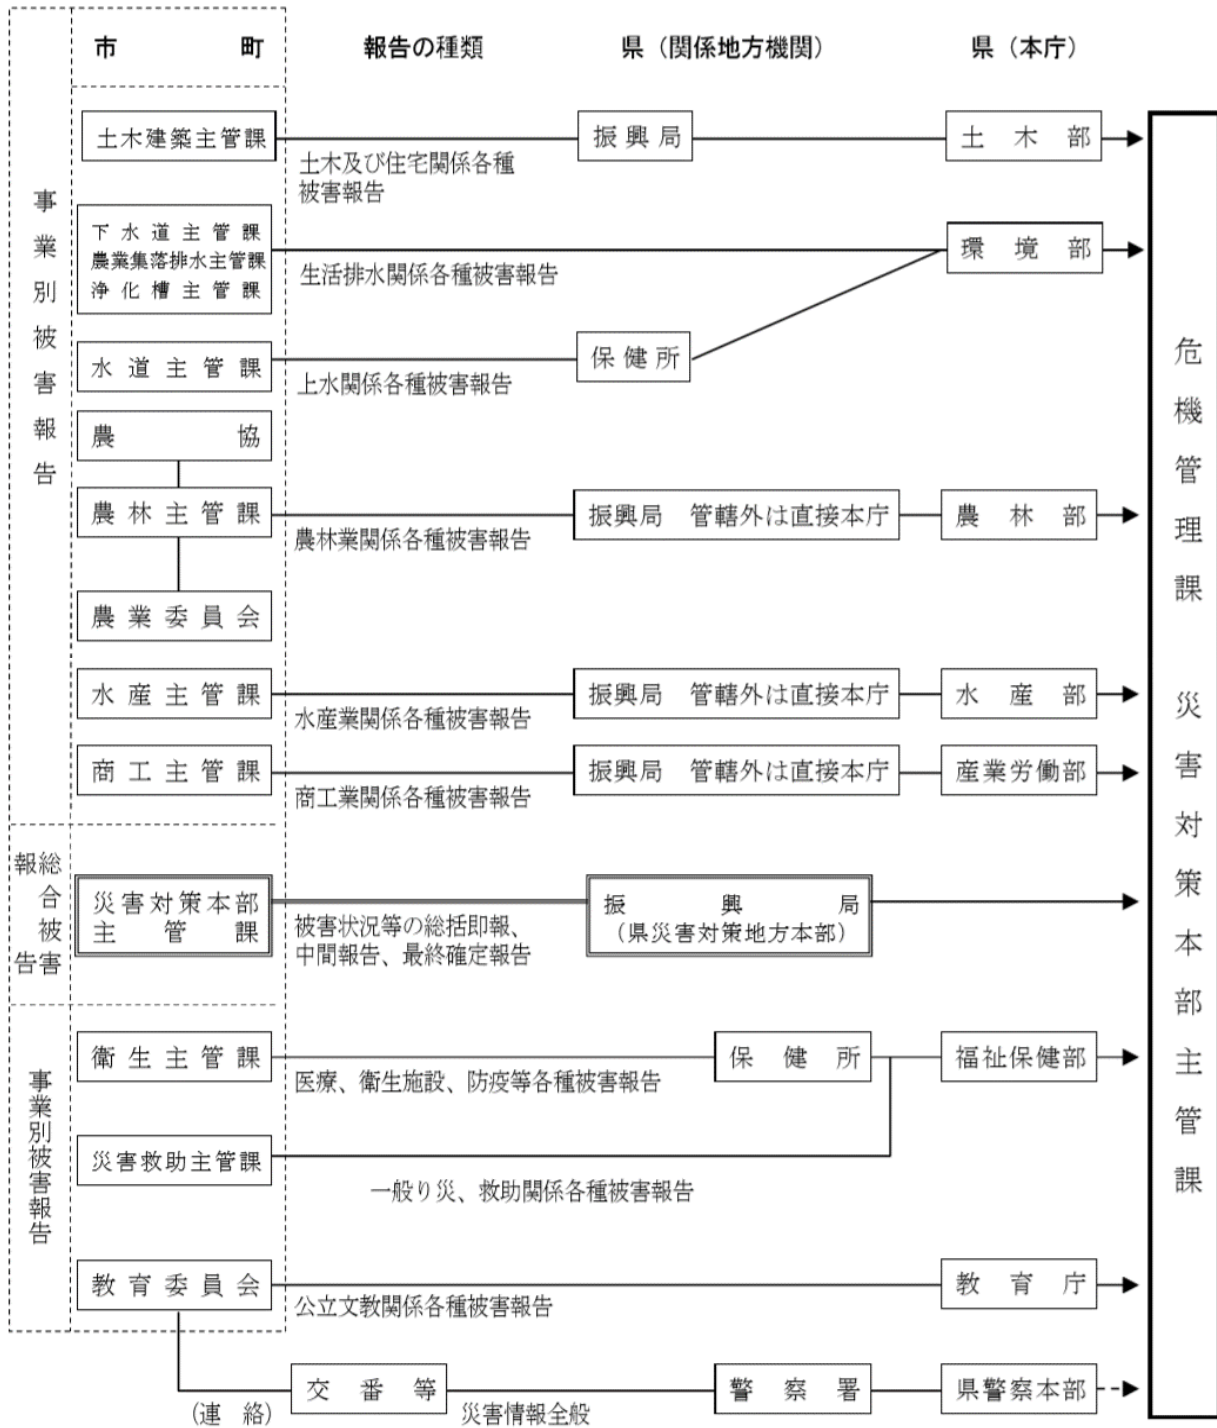 市　　　町　報告の種類　県（関係地方機関）　県（本庁）
事業別被害報告
土木建築主管課　振興局　土木部
土木及び住宅関係各種
被害報告
下水道主管課
農業集落排水主管課
浄化槽主管課
環境部
生活排水関係各種被害報告
水道主管課　保健所
上水関係各種被害報告
農　　　協
農林主管課　振興局　管轄外は直接本庁　農林部
農林業関係各種被害報告
農業委員会
水産主管課　振興局　管轄外は直接本庁　水産部
水産業関係各種被害報告
商工主管課　振興局　管轄外は直接本庁　産業労働部
商工業関係各種被害報告
総合被害報告
災害対策本部
主管課
振興局
（県災害対策地方本部）
被害状況等の総括即報、
中間報告、最終確定報告
事業別被害報告
衛生主管課　保健所　福祉保健部
医療、衛生施設、防疫等各種被害報告
災害救助主管課
一般り災、救助関係各種被害報告
教育委員会　教育庁
公立文教関係各種被害報告
交番等　警察署　県警察本部
（連　絡）　災害情報全般
危機管理課　災害対策本部主管課